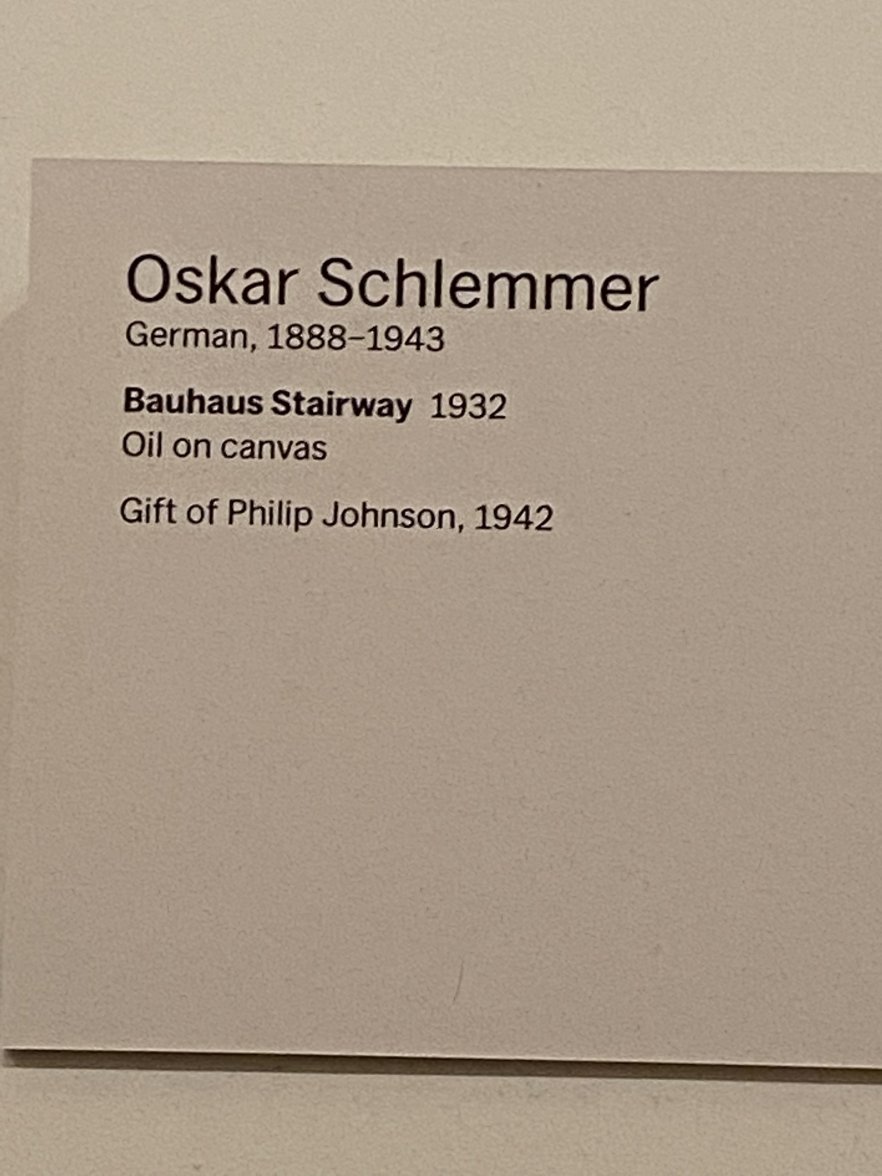 Oskar Schlemmer
German, 1888–1943
Bauhaus Stairway 1932
Oil on canvas
Gift of Philip Johnson, 1942